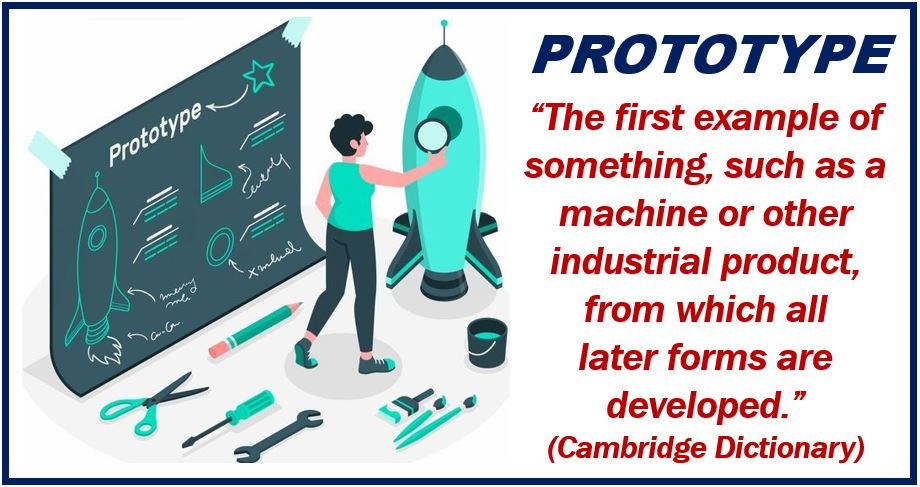 Prototype
PROTOTYPE
“The first example of
something, such as a
machine or other
industrial product,
from which all
later forms are
developed.”
(Cambridge Dictionary)